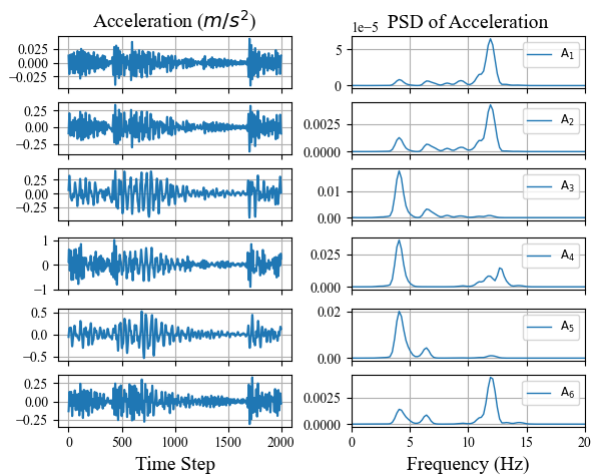 Acceleration (m/s²) PSD of Acceleration
1e−5
0.025
0.000
−0.025
5
0
A1
0.25
0.00
−0.25
0.0025
0.0000
A2
0.25
0.00
−0.25
0.01
0.00
A3
1
0
−1
0.025
0.000
A4
0.5
0.0
−0.5
0.02
0.00
A5
0.25
0.00
−0.25
0.0025
0.0000
A6
0 500 1000 1500 2000
0 5 10 15 20
Time Step Frequency (Hz)